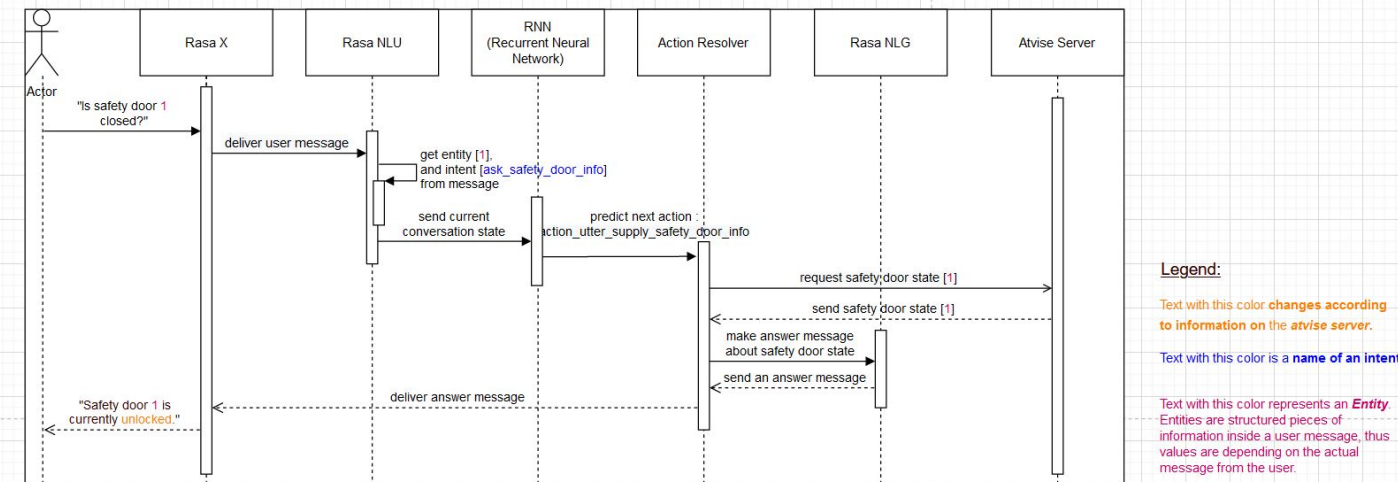 Actor
Rasa X
Rasa NLU
RNN
(Recurrent Neural
Network)
Action Resolver
Rasa NLG
Atvise Server
"Is safety door 1
closed?"
deliver user message
get entity [1],
and intent [ask_safety_door_info]
from message
send current
conversation state
predict next action :
action_utter_supply_safety_door_info
request safety door state [1]
send safety door state [1]
make answer message
about safety door state
send an answer message
deliver answer message
"Safety door 1 is
currently unlocked."
Legend:
Text with this color changes according
to information on the atvise server.
Text with this color is a name of an intent
Text with this color represents an Entity.
Entities are structured pieces of
information inside a user message, thus
values are depending on the actual
message from the user.